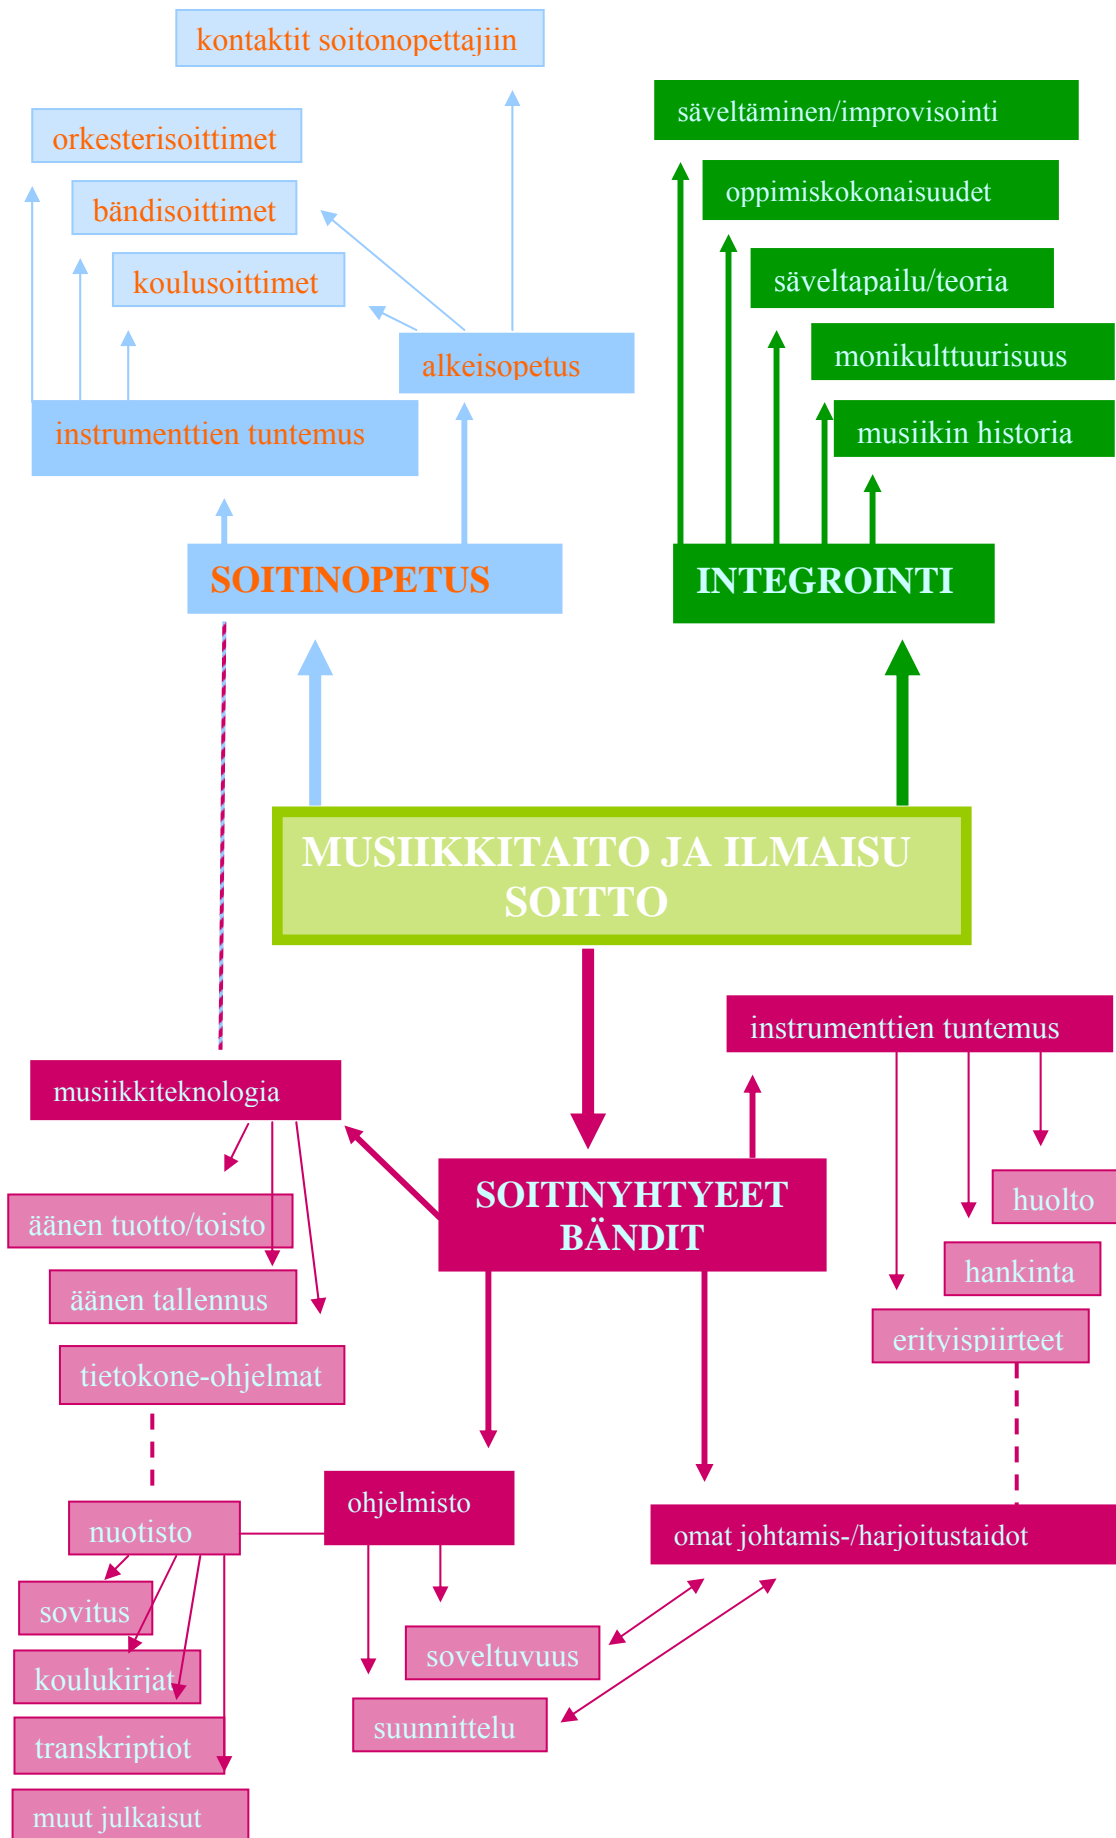 kontaktit soitonopettajiin
säveltäminen/improvisointi
orkesterisoittimet
oppimiskokonaisuudet
bändisoittimet
koulusoittimet
säveltapailu/teoria
monikulttuurisuus
alkeisopetus
instrumenttien tuntemus
musiikin historia
SOITINOPETUS
INTEGROINTI
MUSIIKKITAITO JA ILMAISU
SOITTO
instrumenttien tuntemus
musiikkiteknologia
SOITINYHTYEET
BÄNDIT
huolto
äänen tuotto/toisto
hankinta
äänen tallennus
erityispiirteet
tietokone-ohjelmat
ohjelmisto
nuotisto
omat johtamis-/harjoitustaidot
sovitus
soveltuvuus
koulukirjat
suunnittelu
transkriptiot
muut julkaisut